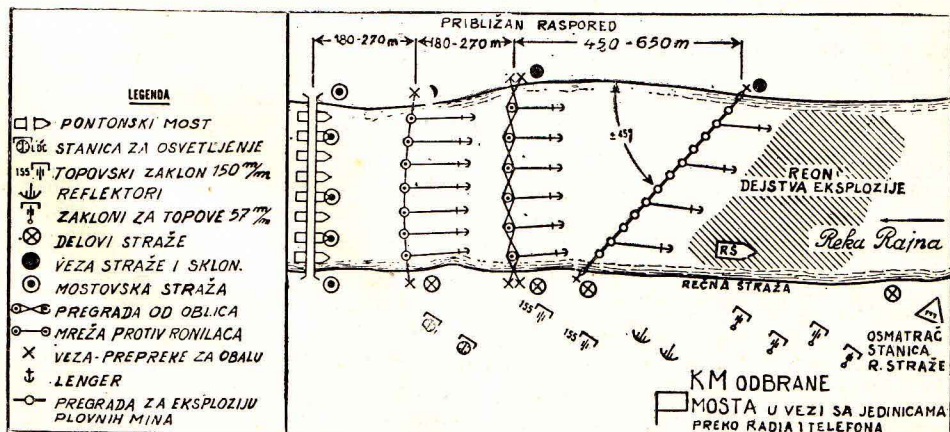 PRIBLIŽAN RASPORED
180-270 m
180-270 m
450-650 m
LEGENDA
PONTONSKI MOST
STANICA ZA OSVETLJENJE
155 TOPOVSKI ZAKLON 150 m/m
REFLEKTORI
ZAKLONI ZA TOPOVE 57 m/m
DELOVI STRAŽE
VEZA STRAŽE I SKLON.
MOSTOVSKA STRAŽA
PREGRADA OD OBLICA
MREŽA PROTIV RONILACA
VEZA-PREPREKE ZA OBALU
LENGER
PREGRADA ZA EKSPLOZIJU
PLOVNIH MINA
± 45°
REON
DEJSTVA EKSPLOZIJE
Reka Rajna
RŠ
REČNA STRAŽA
155
155
OSMATRAČ
STANICA
R. STRAŽE
KM ODBRANE
MOSTA U VEZI SA JEDINICAMA
PREKO RADIA I TELEFONA